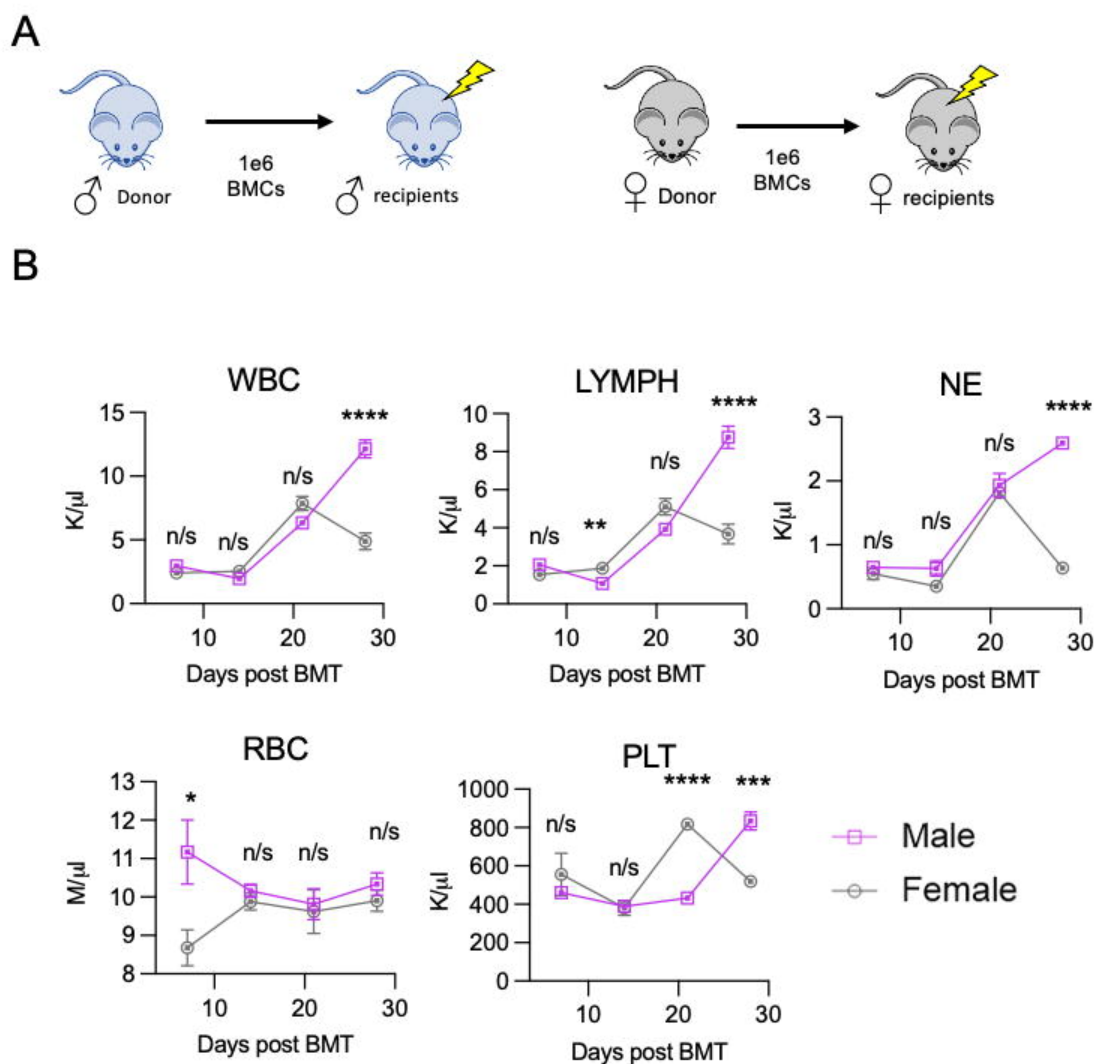 A
♂ Donor
1e6
BMCs
♂ recipients
♀ Donor
1e6
BMCs
♀ recipients
B
WBC
****
15
10
5
0
K/µl
n/s
n/s
n/s
10
20
30
Days post BMT
LYMPH
****
10
8
6
4
2
0
K/µl
n/s
**
n/s
10
20
30
Days post BMT
NE
****
3
2
1
0
K/µl
n/s
n/s
n/s
10
20
30
Days post BMT
RBC
13
12
11
10
9
8
M/µl
*
n/s
n/s
n/s
10
20
30
Days post BMT
PLT
**** ***
1000
800
600
400
200
0
K/µl
n/s
n/s
10
20
30
Days post BMT
Male
Female